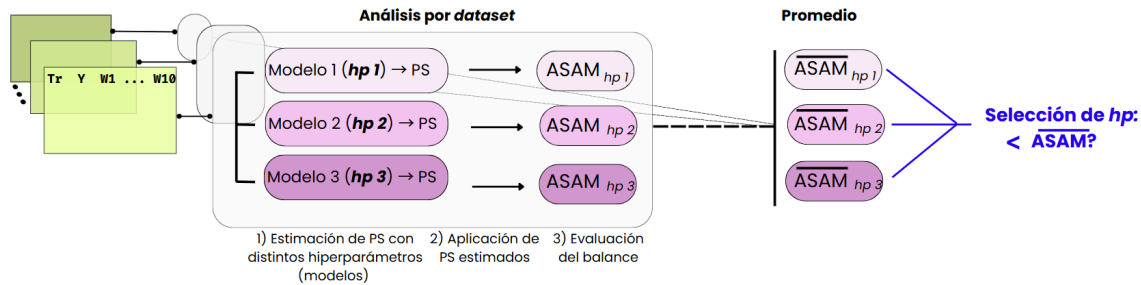 Análisis por dataset
Promedio
Tr Y W1 ... W10
Modelo 1 (hp 1) → PS
ASAM hp 1
ASAM hp 1
Modelo 2 (hp 2) → PS
ASAM hp 2
ASAM hp 2
Modelo 3 (hp 3) → PS
ASAM hp 3
ASAM hp 3
Selección de hp:
< ASAM?
1) Estimación de PS con
distintos hiperparámetros
(modelos)
2) Aplicación de
PS estimados
3) Evaluación
del balance